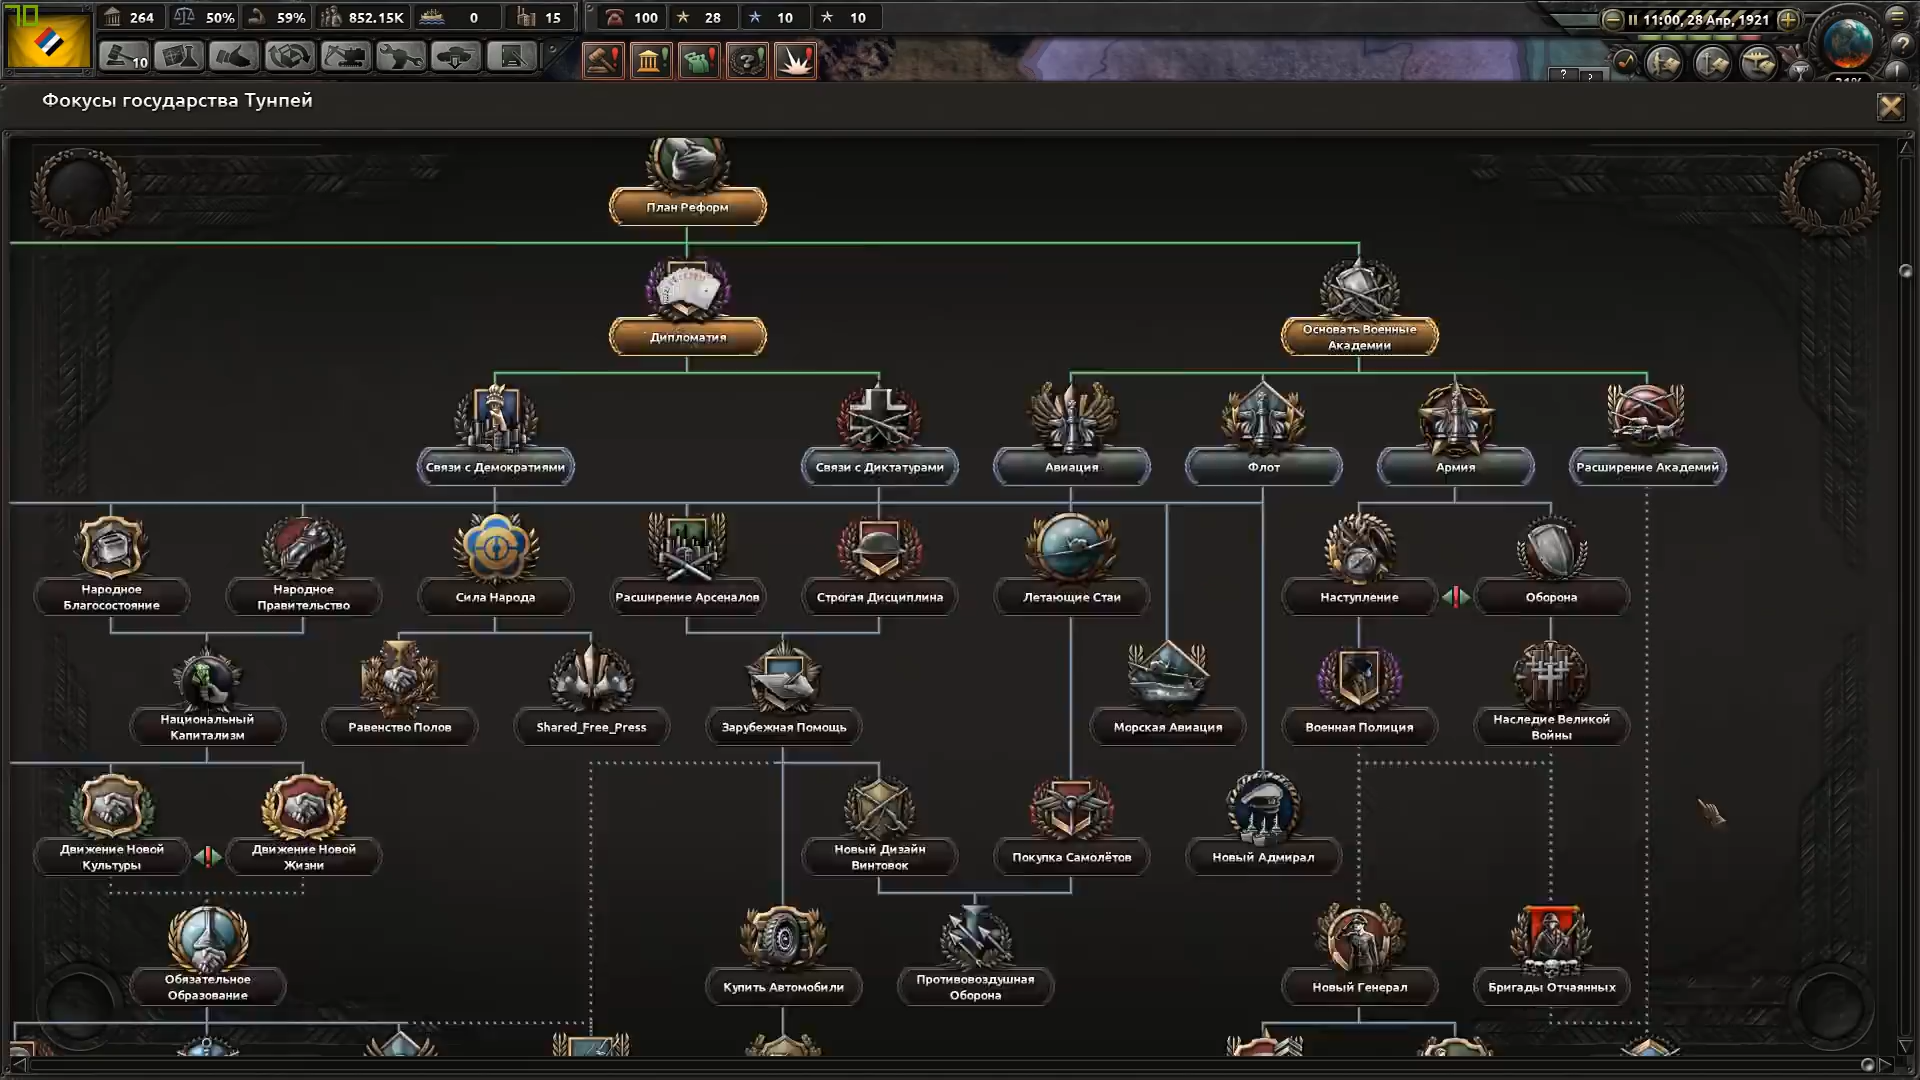 70
264
50%
59%
852.15K
0
15
100
28
10
10
11:00, 28 Апр, 1921
10
Фокусы государства Тунпей
План Реформ
Дипломатия
Основать Военные
Академии
Связи с Демократиями
Связи с Диктатурами
Авиация
Флот
Армия
Расширение Академий
Народное
Благосостояние
Народное
Правительство
Сила Народа
Расширение Арсеналов
Строгая Дисциплина
Летающие Стаи
Наступление
Оборона
Национальный
Капитализм
Равенство Полов
Shared_Free_Press
Зарубежная Помощь
Морская Авиация
Военная Полиция
Наследие Великой
Войны
Движение Новой
Культуры
Движение Новой
Жизни
Новый Дизайн
Винтовок
Покупка Самолётов
Новый Адмирал
Обязательное
Образование
Купить Автомобили
Противовоздушная
Оборона
Новый Генерал
Бригады Отчаянных